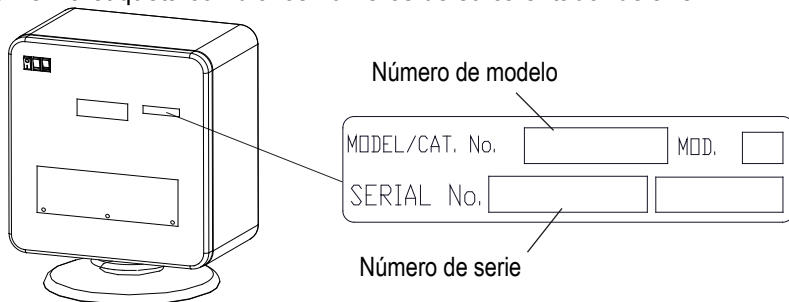 Número de modelo
MODEL/CAT. No. MOD.
SERIAL No.
Número de serie